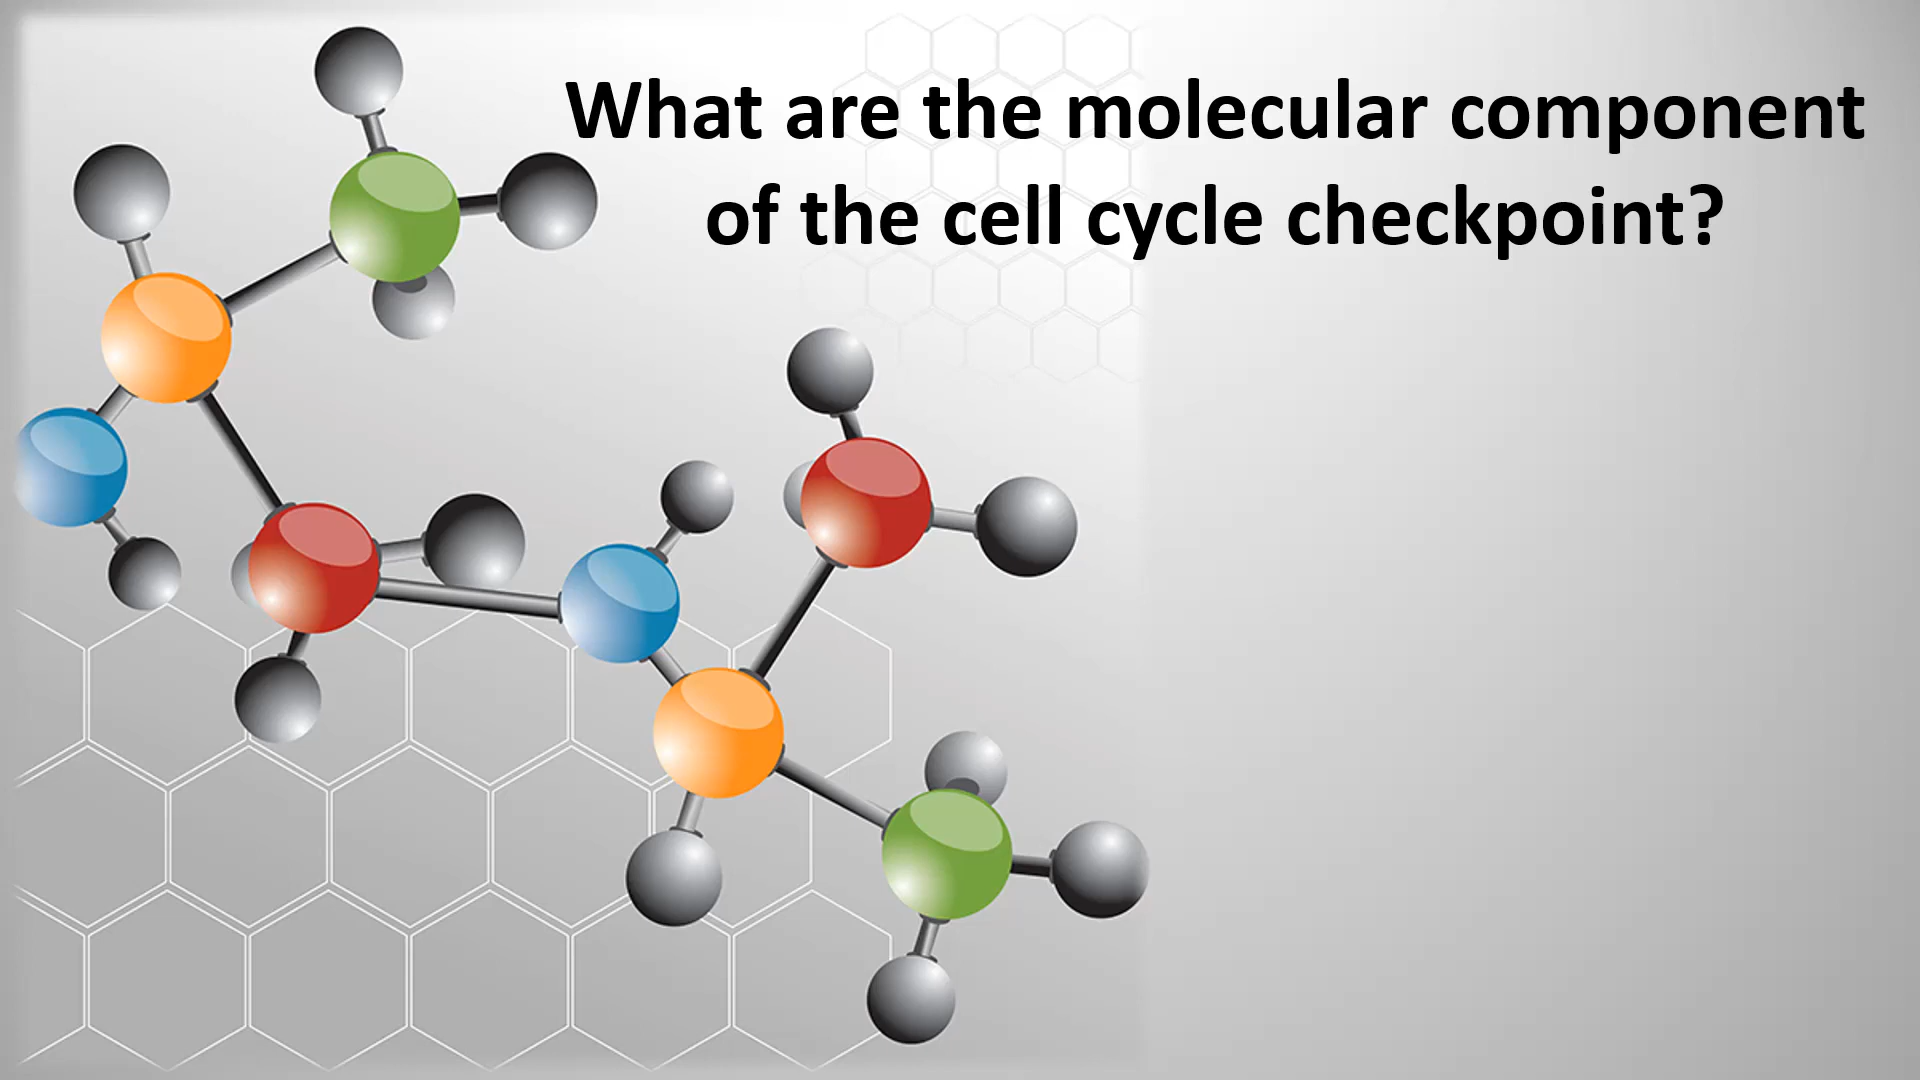 What are the molecular component
of the cell cycle checkpoint?